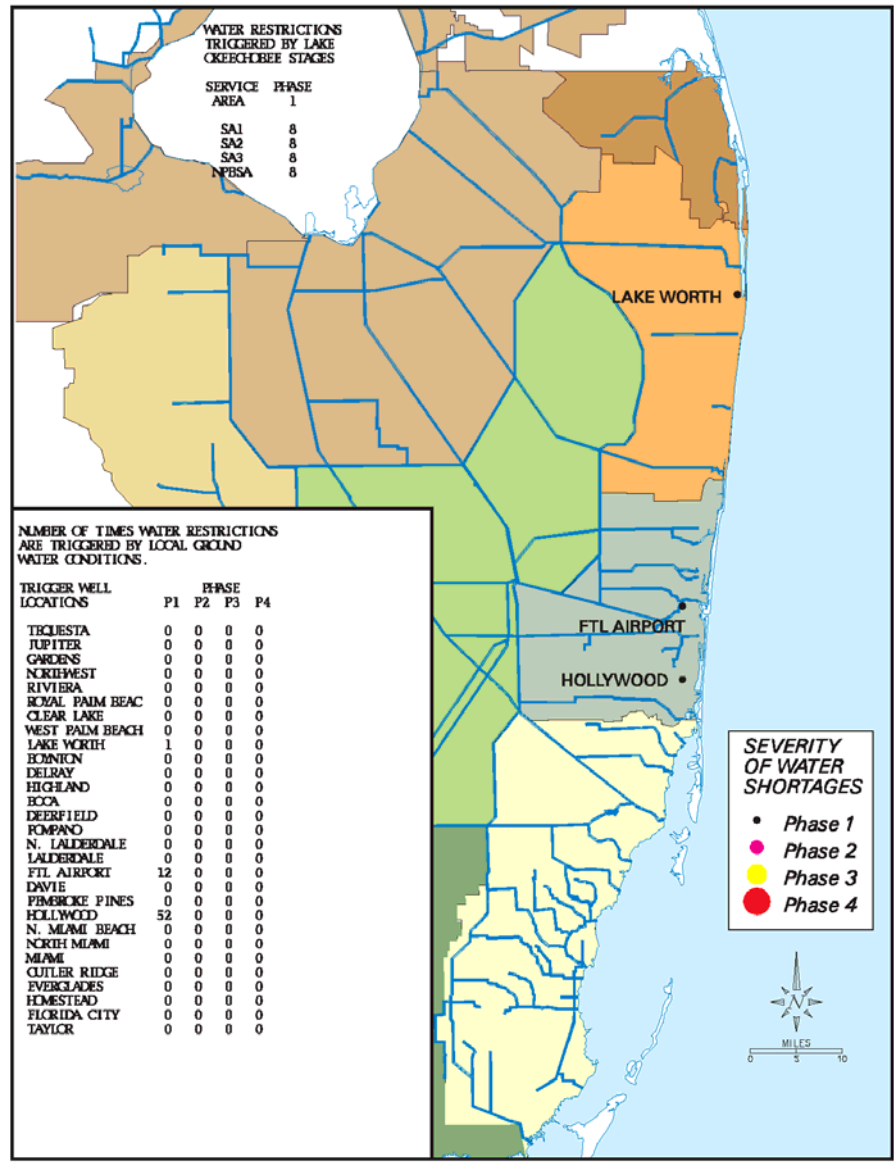 WATER RESTRICTIONS
TRIGGERED BY LAKE
OKEECHOBEE STAGES
SERVICE PHASE
AREA 1
SA1 8
SA2 8
SA3 8
NPBSA 8
LAKE WORTH
FTL AIRPORT
HOLLYWOOD
NUMBER OF TIMES WATER RESTRICTIONS
ARE TRIGGERED BY LOCAL GROUND
WATER CONDITIONS.
TRIGGER WELL PHASE
LOCATIONS P1 P2 P3 P4
TEQUESTA 0 0 0 0
JUPITER 0 0 0 0
GARDENS 0 0 0 0
NORTHWEST 0 0 0 0
RIVIERA 0 0 0 0
ROYAL PALM BEAC 0 0 0 0
CLEAR LAKE 0 0 0 0
WEST PALM BEACH 0 0 0 0
LAKE WORTH 1 0 0 0
BOYNTON 0 0 0 0
DELRAY 0 0 0 0
HIGHLAND 0 0 0 0
BOCA 0 0 0 0
DEERFIELD 0 0 0 0
POMPANO 0 0 0 0
N. LAUDERDALE 0 0 0 0
LAUDERDALE 0 0 0 0
FTL AIRPORT 12 0 0 0
DAVIE 0 0 0 0
PEMBROKE PINES 0 0 0 0
HOLLYWOOD 52 0 0 0
N. MIAMI BEACH 0 0 0 0
NORTH MIAMI 0 0 0 0
MIAMI 0 0 0 0
CUTLER RIDGE 0 0 0 0
EVERGLADES 0 0 0 0
HOMESTEAD 0 0 0 0
FLORIDA CITY 0 0 0 0
TAYLOR 0 0 0 0
SEVERITY
OF WATER
SHORTAGES
Phase 1
Phase 2
Phase 3
Phase 4
N
MILES
0 5 10